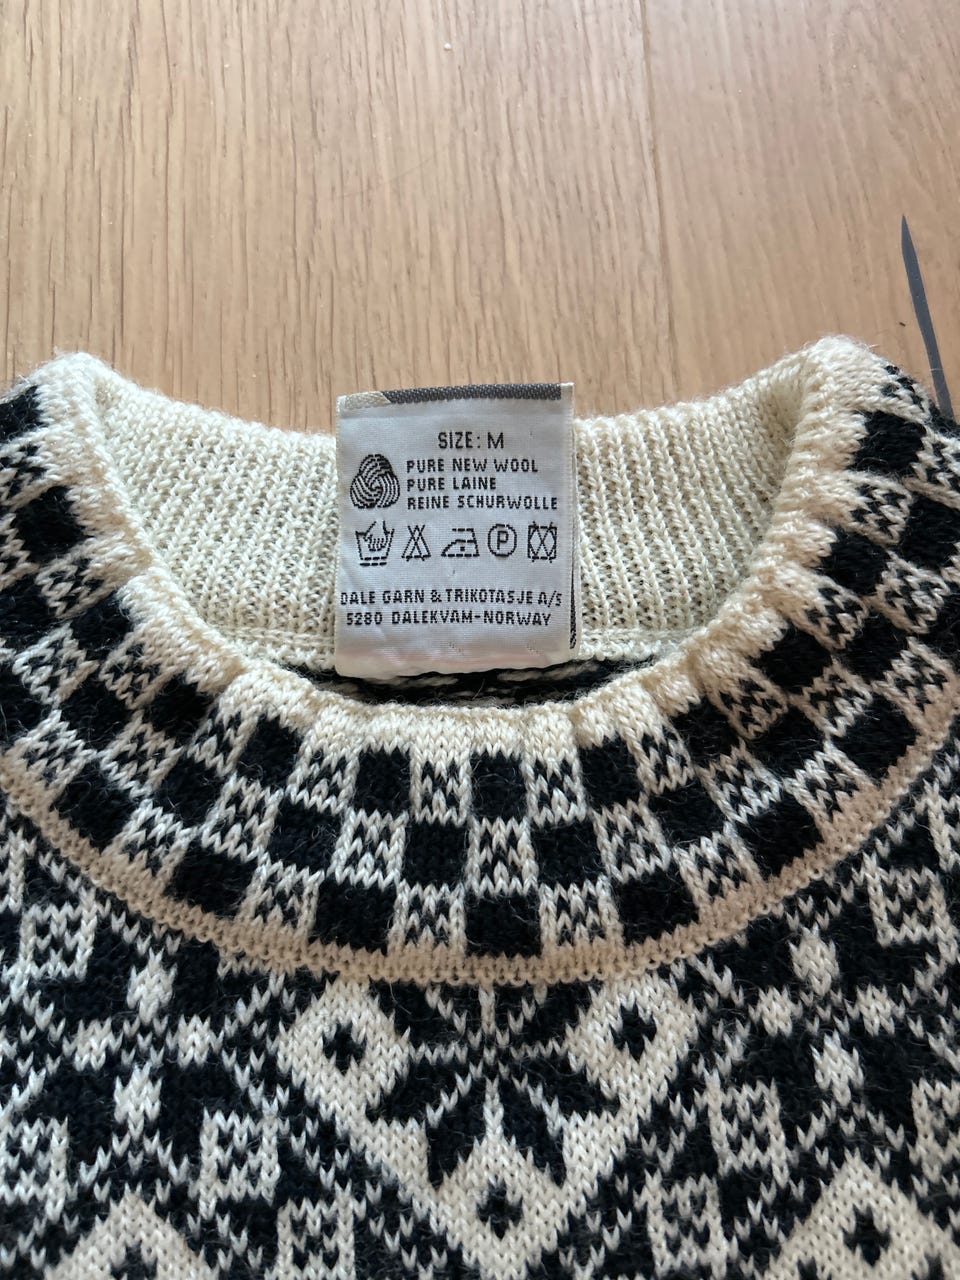 SIZE: M
PURE NEW WOOL
PURE LAINE
REINE SCHURWOLLE
P
DALE GARN & TRIKOTASJE A/S
5280 DALEKVAM-NORWAY